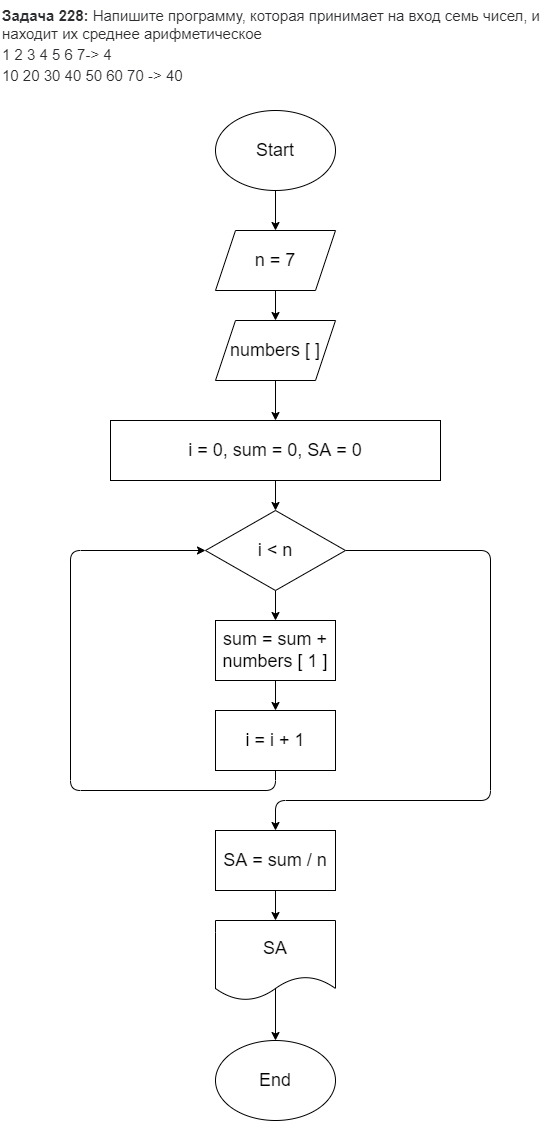 Задача 228: Напишите программу, которая принимает на вход семь чисел, и
находит их среднее арифметическое
1 2 3 4 5 6 7-> 4
10 20 30 40 50 60 70 -> 40
Start
n = 7
numbers [ ]
i = 0, sum = 0, SA = 0
i < n
sum = sum +
numbers [ 1 ]
i = i + 1
SA = sum / n
SA
End